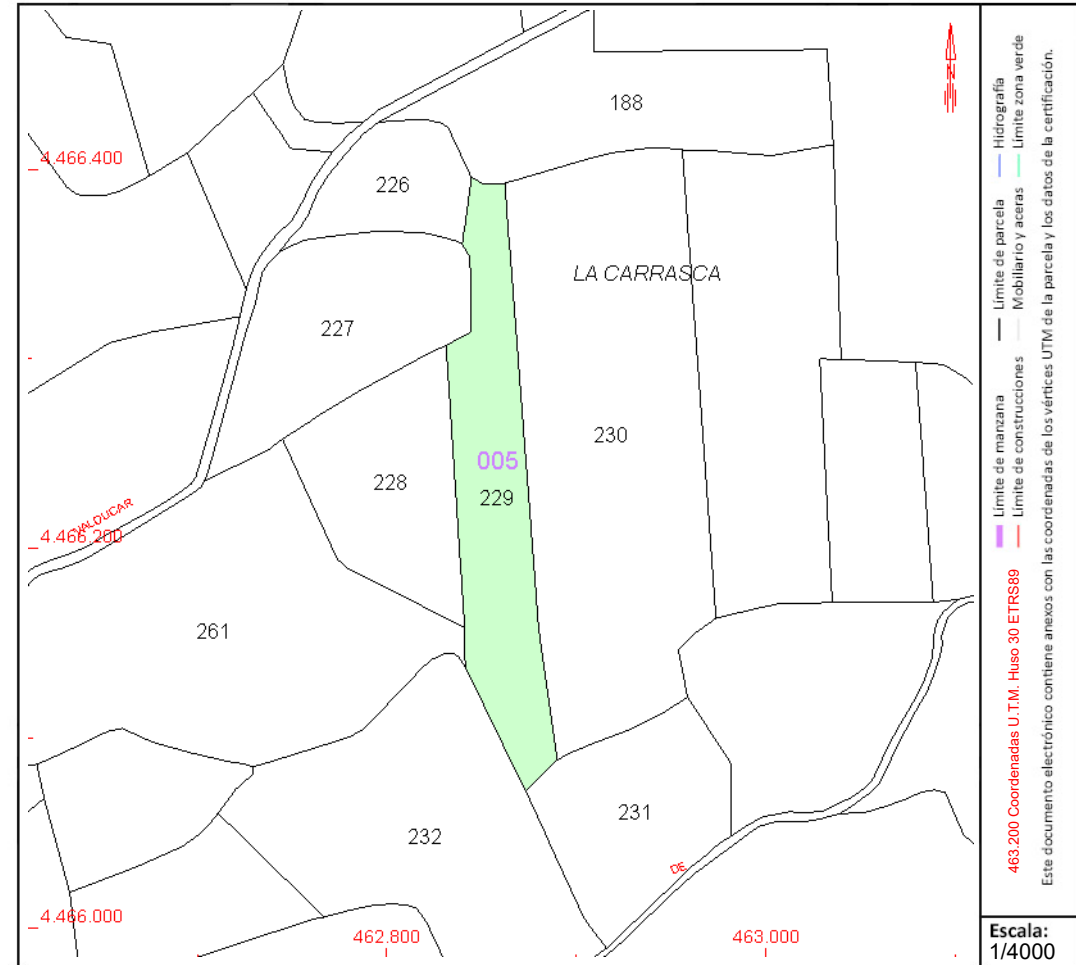 188
4.466.400
226
LA CARRASCA
227
230
005
228
229
VALDUCAR
4.466.200
261
231
232
DE
4.466.000
462.800
463.000
N
Hidrografía
Límite zona verde
Límite de parcela
Mobiliario y aceras
Límite de manzana
Límite de construcciones
463.200 Coordenadas U.T.M. Huso 30 ETRS89
Este documento electrónico contiene anexos con las coordenadas de los vértices UTM de la parcela y los datos de la certificación.
Escala:
1/4000